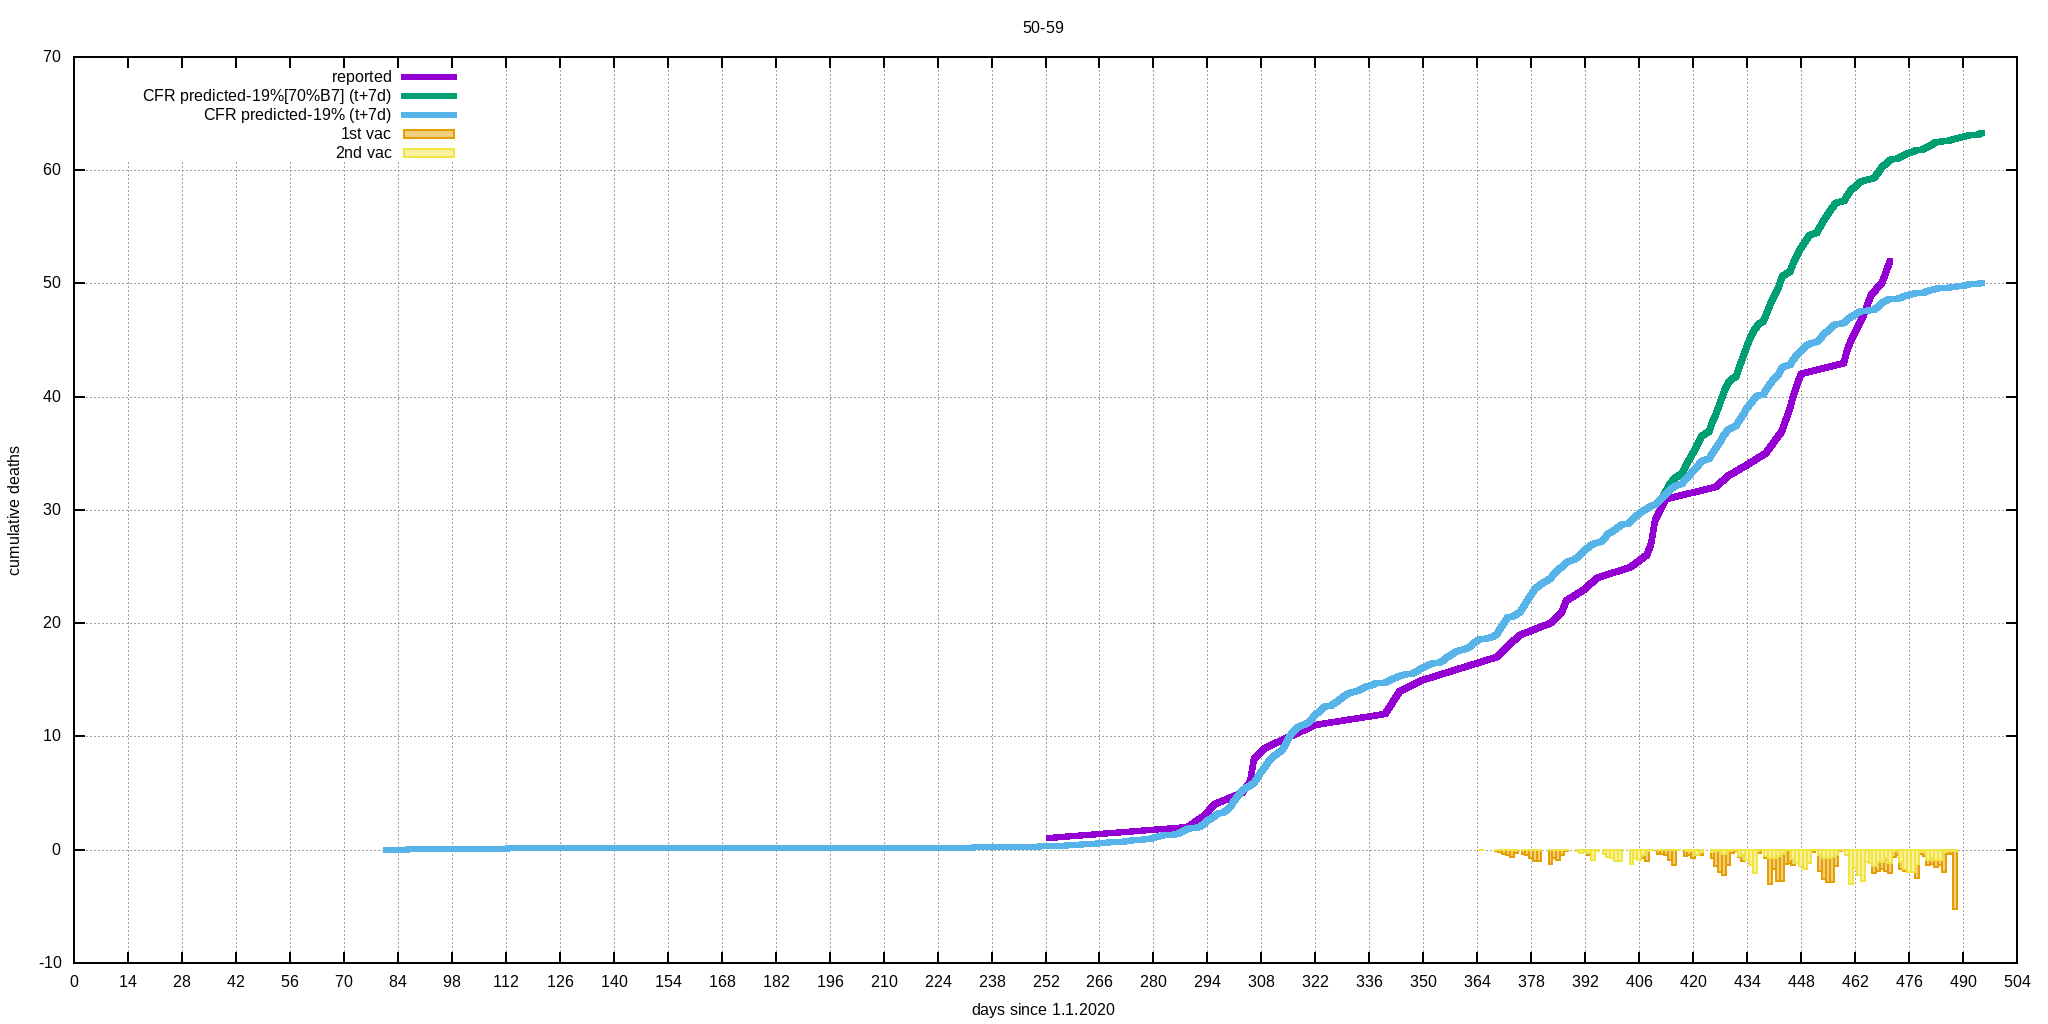 50-59
70
60
50
40
30
20
10
0
-10
cumulative deaths
reported
CFR predicted-19%[70%B7] (t+7d)
CFR predicted-19% (t+7d)
1st vac
2nd vac
0 14 28 42 56 70 84 98 112 126 140 154 168 182 196 210 224 238 252 266 280 294 308 322 336 350 364 378 392 406 420 434 448 462 476 490 504
days since 1.1.2020